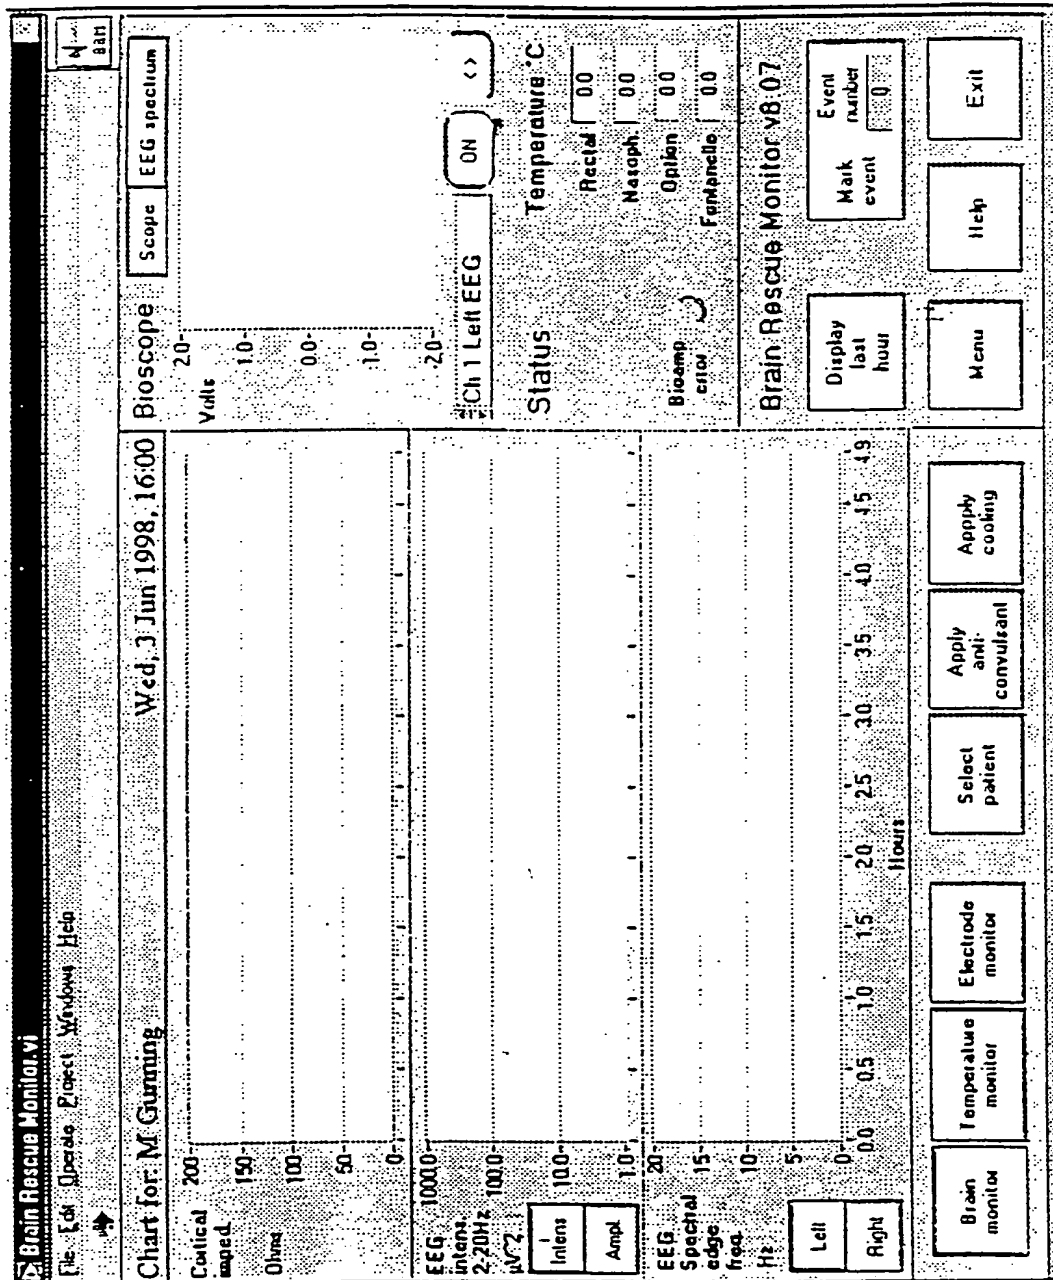 Brain Rescue Monitor.vi
File Edit Operate Project Windows Help
Chart for: M Gunning Wed, 3 Jun 1998, 16:00
Cortical
imped.
Ohms
200
150
100
50
0
EEG
intens.
2-20Hz
µV^2
1000.0
100.0
10.0
1.0
Intens
Ampl.
EEG
Spectral
edge
freq.
Hz
20
15
10
5
0
Left
Right
0.0 0.5 1.0 1.5 2.0 2.5 3.0 3.5 4.0 4.5 4.9
Hours
Bioscope
Scope EEG spectrum
Volts
2.0
1.0
0.0
-1.0
-2.0
Ch 1 Left EEG ON < >
Status
Bioamp
error
Temperature °C
Rectal 0.0
Nasoph. 0.0
Option 0.0
Fontanelle 0.0
Brain Rescue Monitor v8.07
Display
last
hour
Mark
event
Event
number
0
Brain
monitor
Temperature
monitor
Electrode
monitor
Select
patient
Apply
anti-
convulsant
Appply
cooling
Menu
Help
Exit